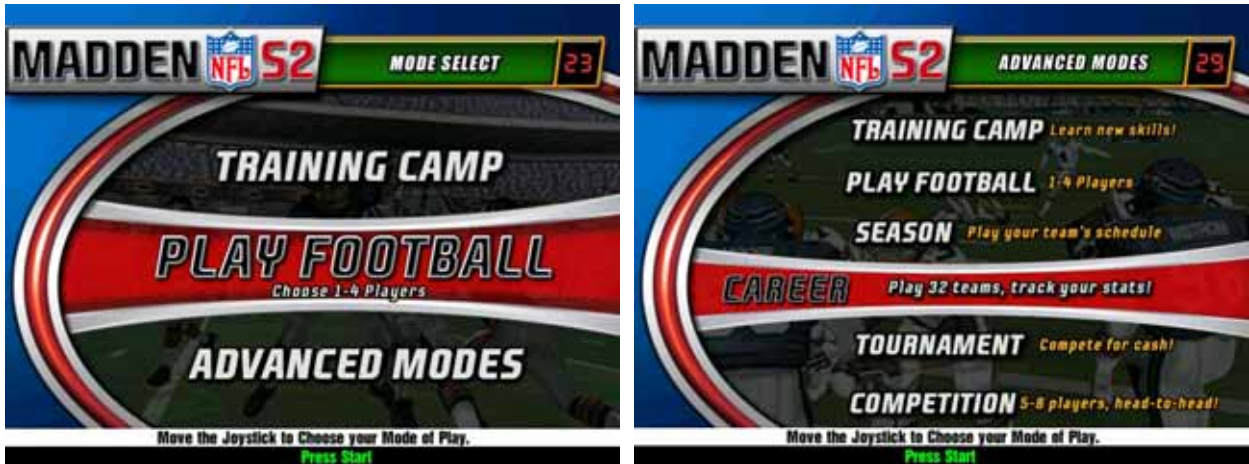 MADDEN NFL S2 MODE SELECT 23
TRAINING CAMP
PLAY FOOTBALL
Choose 1-4 Players
ADVANCED MODES
Move the Joystick to Choose your Mode of Play.
Press Start
MADDEN NFL S2 ADVANCED MODES 29
TRAINING CAMP Learn new skills!
PLAY FOOTBALL 1-4 Players
SEASON Play your team's schedule
CAREER Play 32 teams, track your stats!
TOURNAMENT Compete for cash!
COMPETITION 5-8 players, head-to-head!
Move the Joystick to Choose your Mode of Play.
Press Start